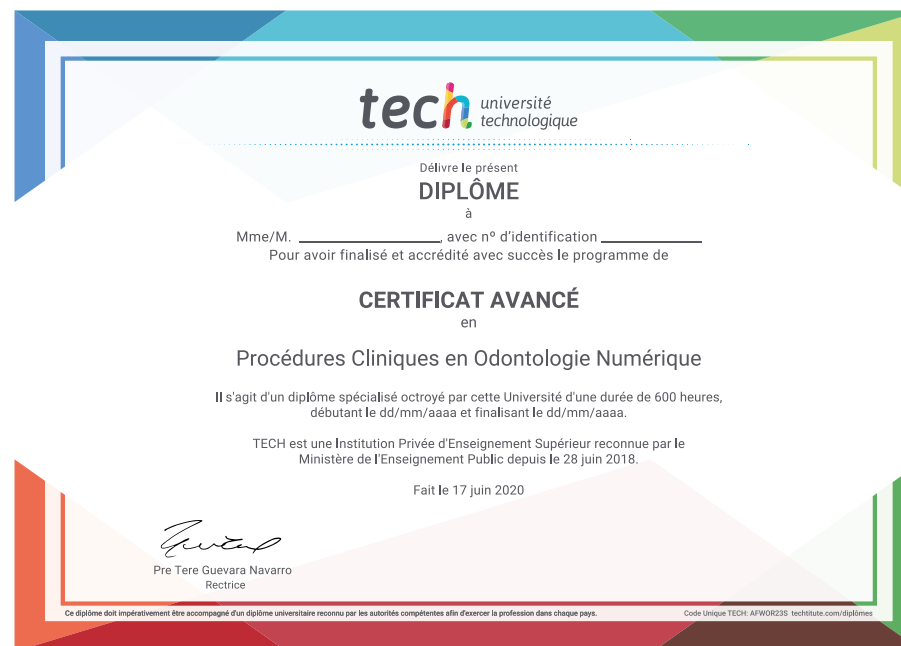 tech université
technologique
Délivre le présent
DIPLÔME
à
Mme/M. ____________________, avec nº d'identification ______________
Pour avoir finalisé et accrédité avec succès le programme de
CERTIFICAT AVANCÉ
en
Procédures Cliniques en Odontologie Numérique
Il s'agit d'un diplôme spécialisé octroyé par cette Université d'une durée de 600 heures,
débutant le dd/mm/aaaa et finalisant le dd/mm/aaaa.
TECH est une Institution Privée d'Enseignement Supérieur reconnue par le
Ministère de l'Enseignement Public depuis le 28 juin 2018.
Fait le 17 juin 2020
Pre Tere Guevara Navarro
Rectrice
Ce diplôme doit impérativement être accompagné d'un diplôme universitaire reconnu par les autorités compétentes afin d'exercer la profession dans chaque pays. Code Unique TECH: AFWOR23S techtitute.com/diplômes